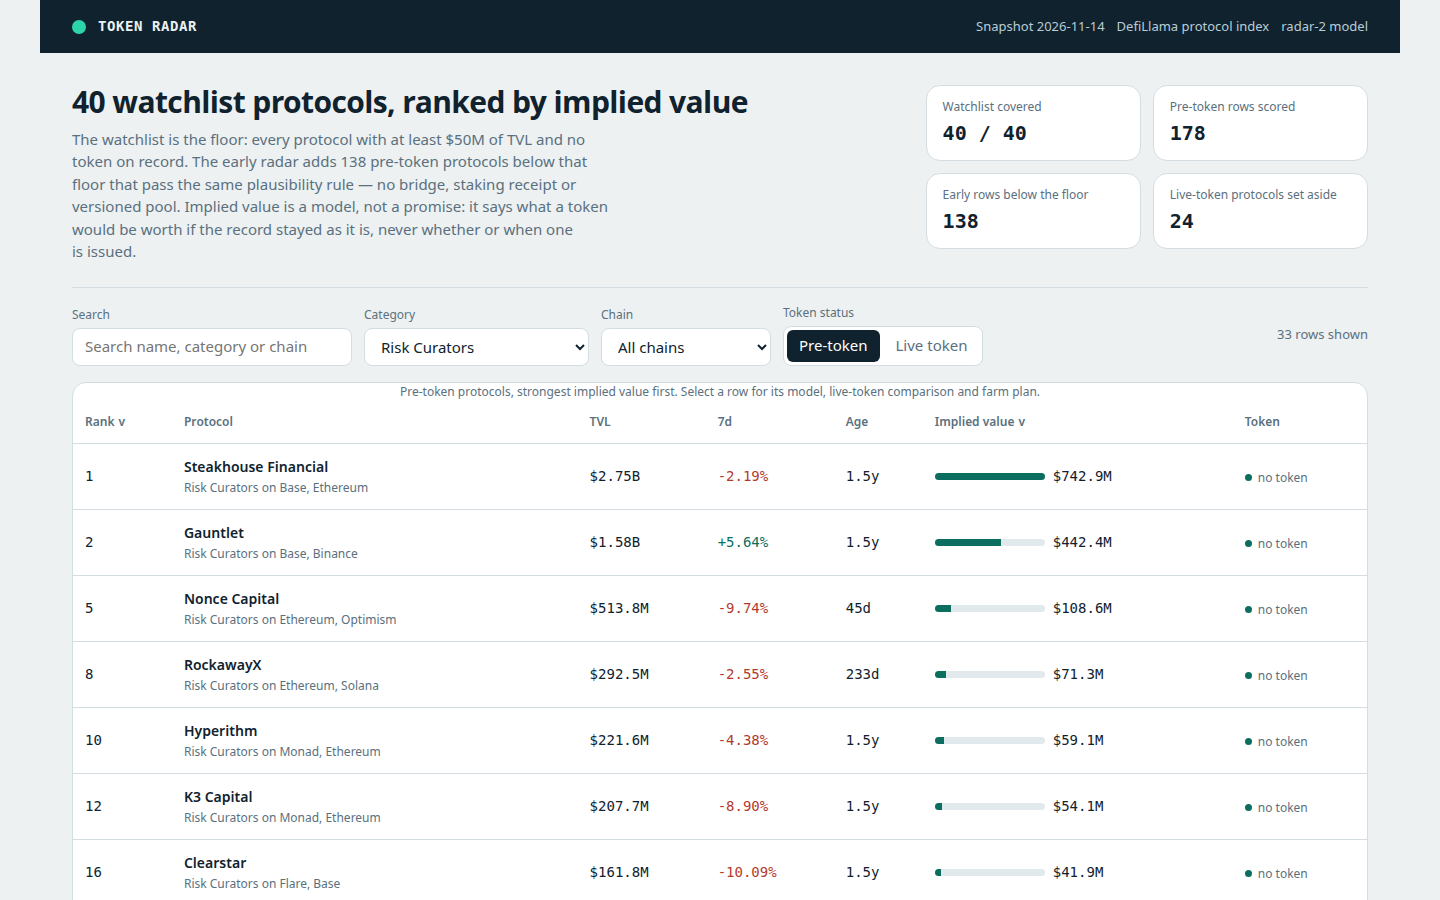 TOKEN RADAR
Snapshot 2026-11-14 DefiLlama protocol index radar-2 model
40 watchlist protocols, ranked by implied value
The watchlist is the floor: every protocol with at least $50M of TVL and no
token on record. The early radar adds 138 pre-token protocols below that
floor that pass the same plausibility rule — no bridge, staking receipt or
versioned pool. Implied value is a model, not a promise: it says what a token
would be worth if the record stayed as it is, never whether or when one
is issued.
Watchlist covered
40 / 40
Pre-token rows scored
178
Early rows below the floor
138
Live-token protocols set aside
24
Search
Search name, category or chain
Category
Risk Curators
Chain
All chains
Token status
Pre-token Live token
33 rows shown
Pre-token protocols, strongest implied value first. Select a row for its model, live-token comparison and farm plan.
Rank v Protocol TVL 7d Age Implied value v Token
1 Steakhouse Financial $2.75B -2.19% 1.5y $742.9M no token
Risk Curators on Base, Ethereum
2 Gauntlet $1.58B +5.64% 1.5y $442.4M no token
Risk Curators on Base, Binance
5 Nonce Capital $513.8M -9.74% 45d $108.6M no token
Risk Curators on Ethereum, Optimism
8 RockawayX $292.5M -2.55% 233d $71.3M no token
Risk Curators on Ethereum, Solana
10 Hyperithm $221.6M -4.38% 1.5y $59.1M no token
Risk Curators on Monad, Ethereum
12 K3 Capital $207.7M -8.90% 1.5y $54.1M no token
Risk Curators on Monad, Ethereum
16 Clearstar $161.8M -10.09% 1.5y $41.9M no token
Risk Curators on Flare, Base